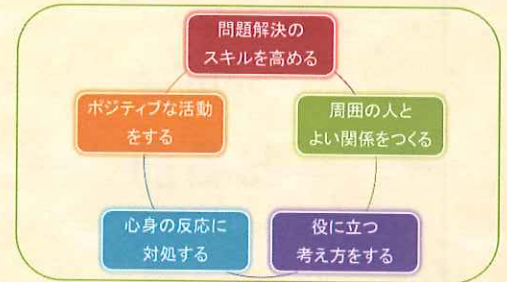 問題解決の
スキルを高める
ポジティブな活動
をする
周囲の人と
よい関係をつくる
心身の反応に
対処する
役に立つ
考え方をする